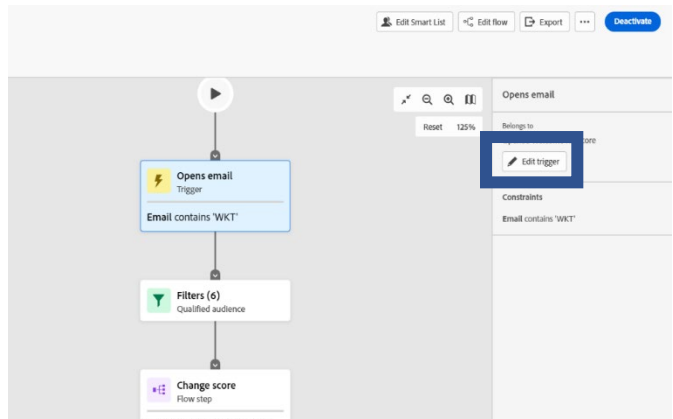 Edit Smart List
Edit flow
Export
Deactivate
Reset 125%
Opens email
Trigger
Email contains 'WKT'
Filters (6)
Qualified audience
Change score
Flow step
Opens email
Belongs to
Edit trigger
Constraints
Email contains 'WKT'